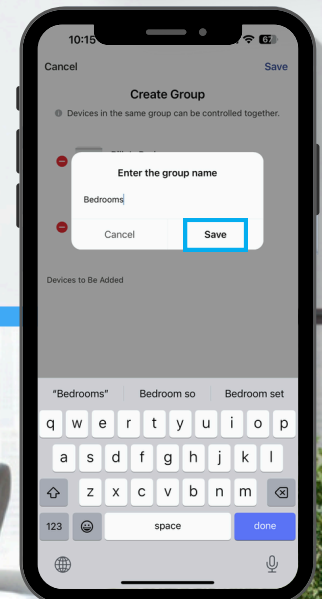 10:15
67
Cancel Save
Create Group
Devices in the same group can be controlled together.
Enter the group name
Bedrooms
Cancel Save
Devices to Be Added
"Bedrooms" Bedroom so Bedroom set
q w e r t y u i o p
a s d f g h j k l
z x c v b n m
123 space done